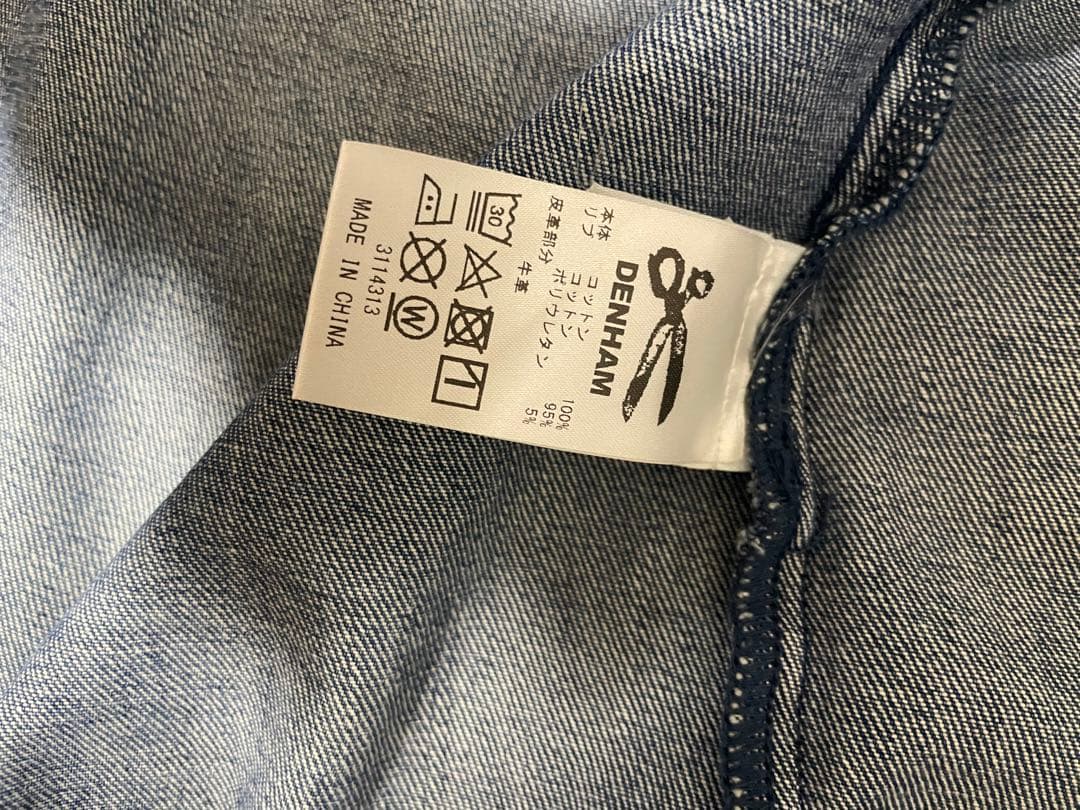 DENHAM
本体 コットン 100%
リブ コットン 95%
ポリウレタン 5%
皮革部分 牛革
30
W
3114313
MADE IN CHINA